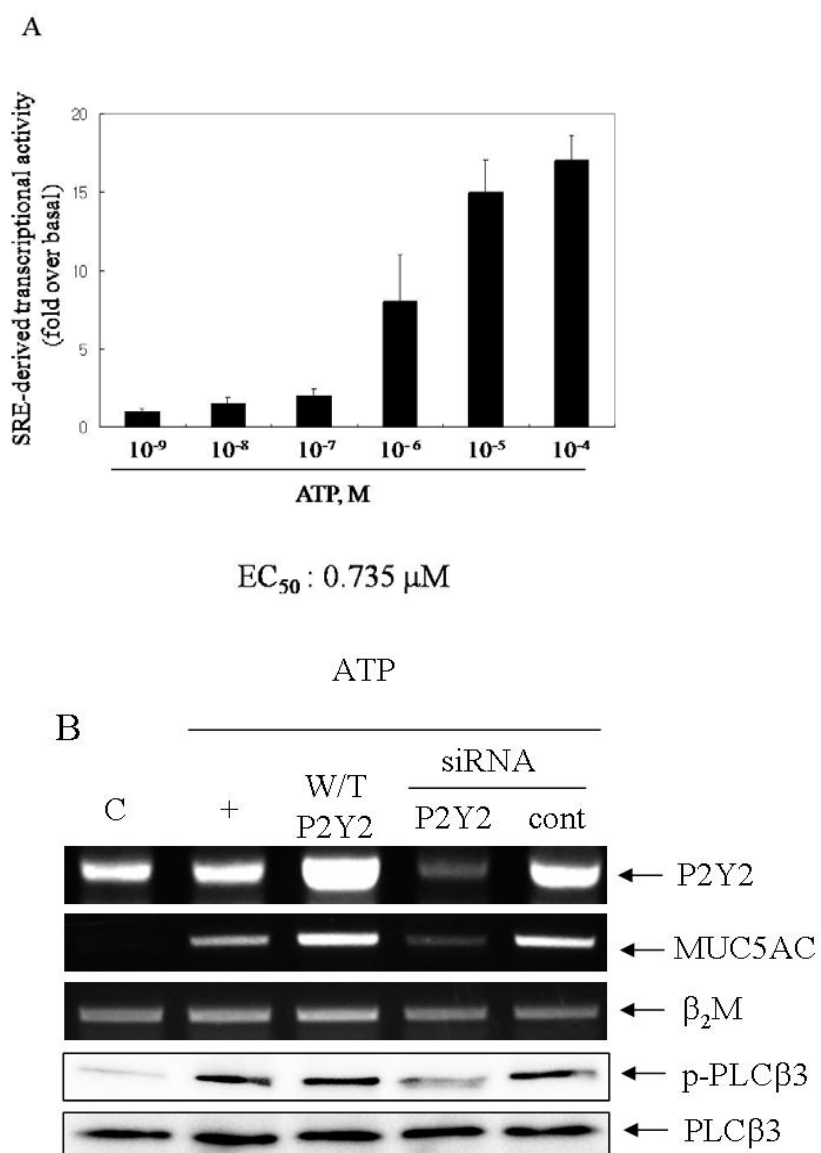 A
SRE-derived transcriptional activity
(fold over basal)
20
15
10
5
0
10⁻⁹ 10⁻⁸ 10⁻⁷ 10⁻⁶ 10⁻⁵ 10⁻⁴
ATP, M
EC₅₀ : 0.735 μM
ATP
B
siRNA
C + W/T P2Y2 P2Y2 cont
P2Y2
MUC5AC
β₂M
p-PLCβ3
PLCβ3